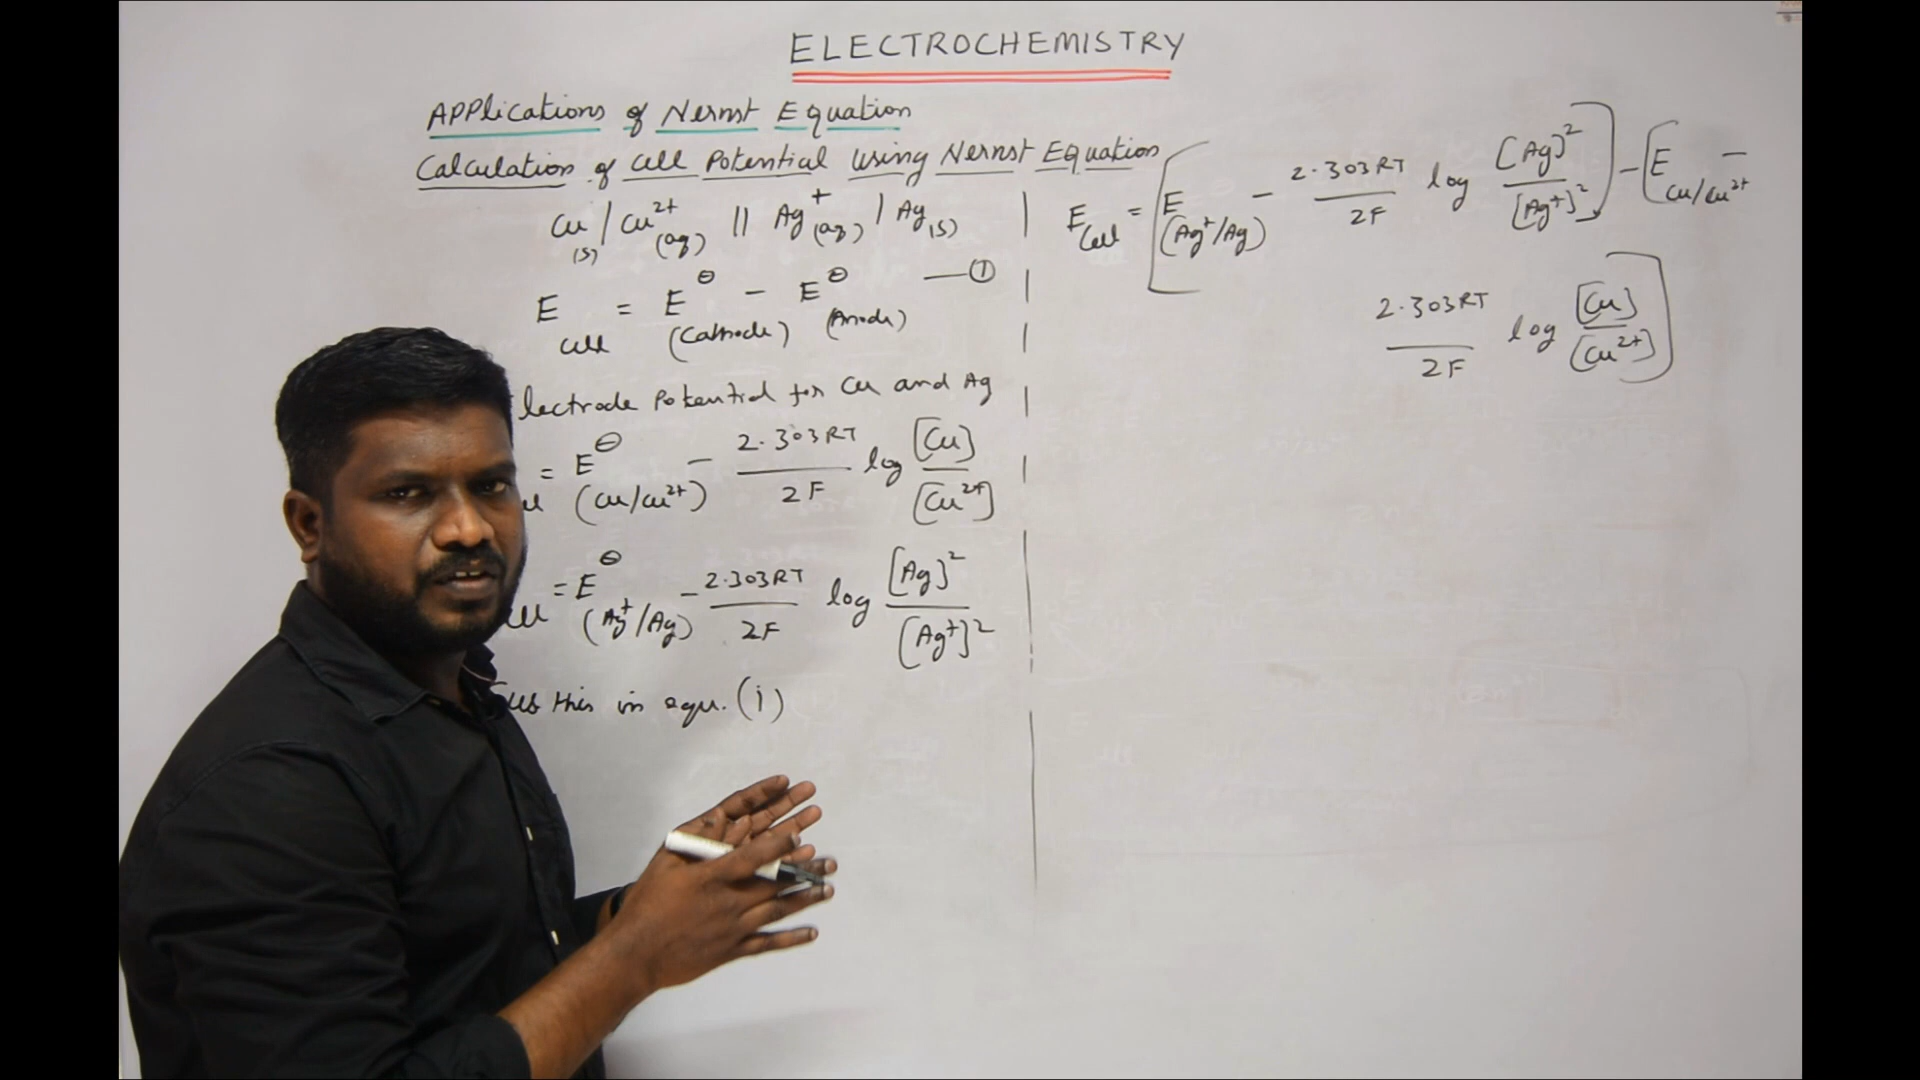 ELECTROCHEMISTRY
Applications of Nernst Equation
Calculation of cell Potential using Nernst Equation
Cu(s) / Cu²⁺(aq) || Ag⁺(aq) / Ag(s)
E cell = E⊖ (Cathode) − E⊖ (Anode) — ①
lectrode Potential for Cu and Ag
= E⊖ (Cu/Cu²⁺) − 2.303RT / 2F log [Cu] / [Cu²⁺]
= E⊖ (Ag⁺/Ag) − 2.303RT / 2F log [Ag]² / [Ag⁺]²
this in equ. (i)
E cell = [E (Ag⁺/Ag) − 2.303RT / 2F log [Ag]² / [Ag⁺]²] − [E Cu/Cu²⁺ −
2.303RT / 2F log [Cu] / [Cu²⁺]]